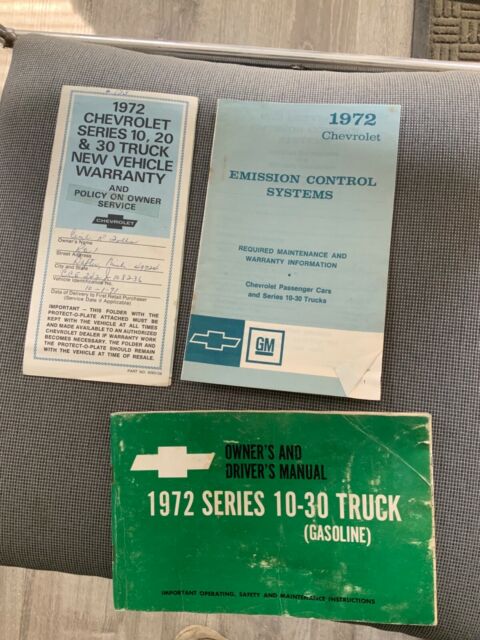 1972
CHEVROLET
SERIES 10, 20
& 30 TRUCK
NEW VEHICLE
WARRANTY
AND
POLICY ON OWNER
SERVICE
CHEVROLET
Owner's Name
Street Address
City and State
Vehicle Identification No.
10-1-71
Date of Delivery to First Retail Purchaser
(Service Date if Applicable)
IMPORTANT — THIS FOLDER WITH THE
PROTECT-O-PLATE ATTACHED MUST BE
KEPT WITH THE VEHICLE AT ALL TIMES
AND MADE AVAILABLE TO AN AUTHORIZED
CHEVROLET DEALER IF WARRANTY WORK
BECOMES NECESSARY. THE FOLDER AND
THE PROTECT-O-PLATE SHOULD REMAIN
WITH THE VEHICLE AT TIME OF RESALE.
PART NO.
1972
Chevrolet
EMISSION CONTROL
SYSTEMS
REQUIRED MAINTENANCE AND
WARRANTY INFORMATION
•
Chevrolet Passenger Cars
and Series 10-30 Trucks
GM
OWNER'S AND
DRIVER'S MANUAL
1972 SERIES 10-30 TRUCK
(GASOLINE)
IMPORTANT OPERATING, SAFETY AND MAINTENANCE INSTRUCTIONS